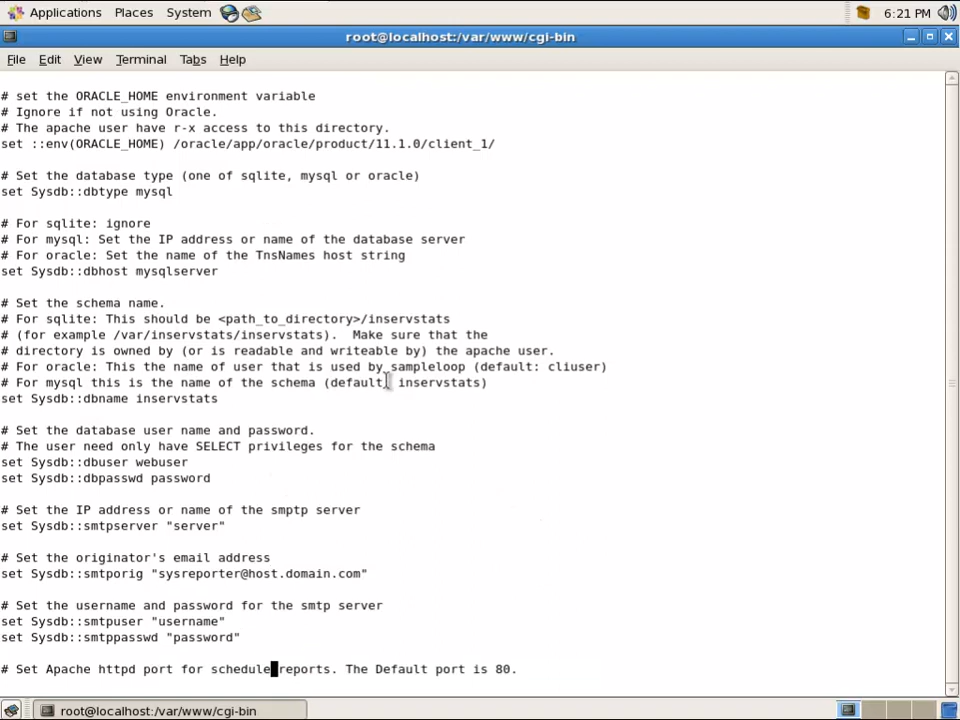 Applications Places System 6:21 PM
root@localhost:/var/www/cgi-bin
File Edit View Terminal Tabs Help
# set the ORACLE_HOME environment variable
# Ignore if not using Oracle.
# The apache user have r-x access to this directory.
set ::env(ORACLE_HOME) /oracle/app/oracle/product/11.1.0/client_1/
# Set the database type (one of sqlite, mysql or oracle)
set Sysdb::dbtype mysql
# For sqlite: ignore
# For mysql: Set the IP address or name of the database server
# For oracle: Set the name of the TnsNames host string
set Sysdb::dbhost mysqlserver
# Set the schema name.
# For sqlite: This should be <path_to_directory>/inservstats
# (for example /var/inservstats/inservstats).  Make sure that the
# directory is owned by (or is readable and writeable by) the apache user.
# For oracle: This the name of user that is used by sampleloop (default: cliuser)
# For mysql this is the name of the schema (default inservstats)
set Sysdb::dbname inservstats
# Set the database user name and password.
# The user need only have SELECT privileges for the schema
set Sysdb::dbuser webuser
set Sysdb::dbpasswd password
# Set the IP address or name of the smptp server
set Sysdb::smtpserver "server"
# Set the originator's email address
set Sysdb::smtporig "sysreporter@host.domain.com"
# Set the username and password for the smtp server
set Sysdb::smtpuser "username"
set Sysdb::smtppasswd "password"
# Set Apache httpd port for schedule reports. The Default port is 80.
root@localhost:/var/www/cgi-bin